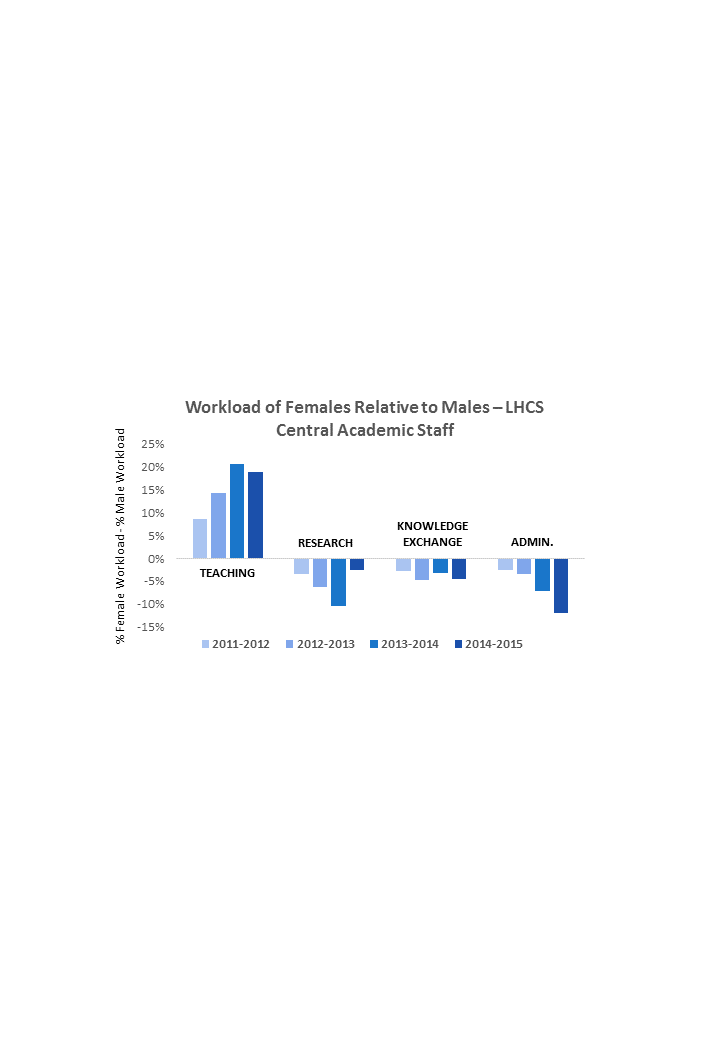 Workload of Females Relative to Males – LHCS
Central Academic Staff
% Female Workload - % Male Workload
25%
20%
15%
10%
5%
0%
-5%
-10%
-15%
TEACHING
RESEARCH
KNOWLEDGE
EXCHANGE
ADMIN.
2011-2012 2012-2013 2013-2014 2014-2015